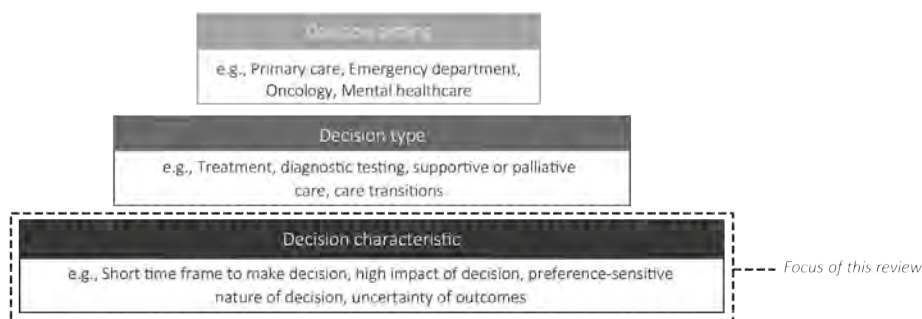 Decision setting
e.g., Primary care, Emergency department,
Oncology, Mental healthcare
Decision type
e.g., Treatment, diagnostic testing, supportive or palliative
care, care transitions
Decision characteristic
e.g., Short time frame to make decision, high impact of decision, preference-sensitive
nature of decision, uncertainty of outcomes
Focus of this review